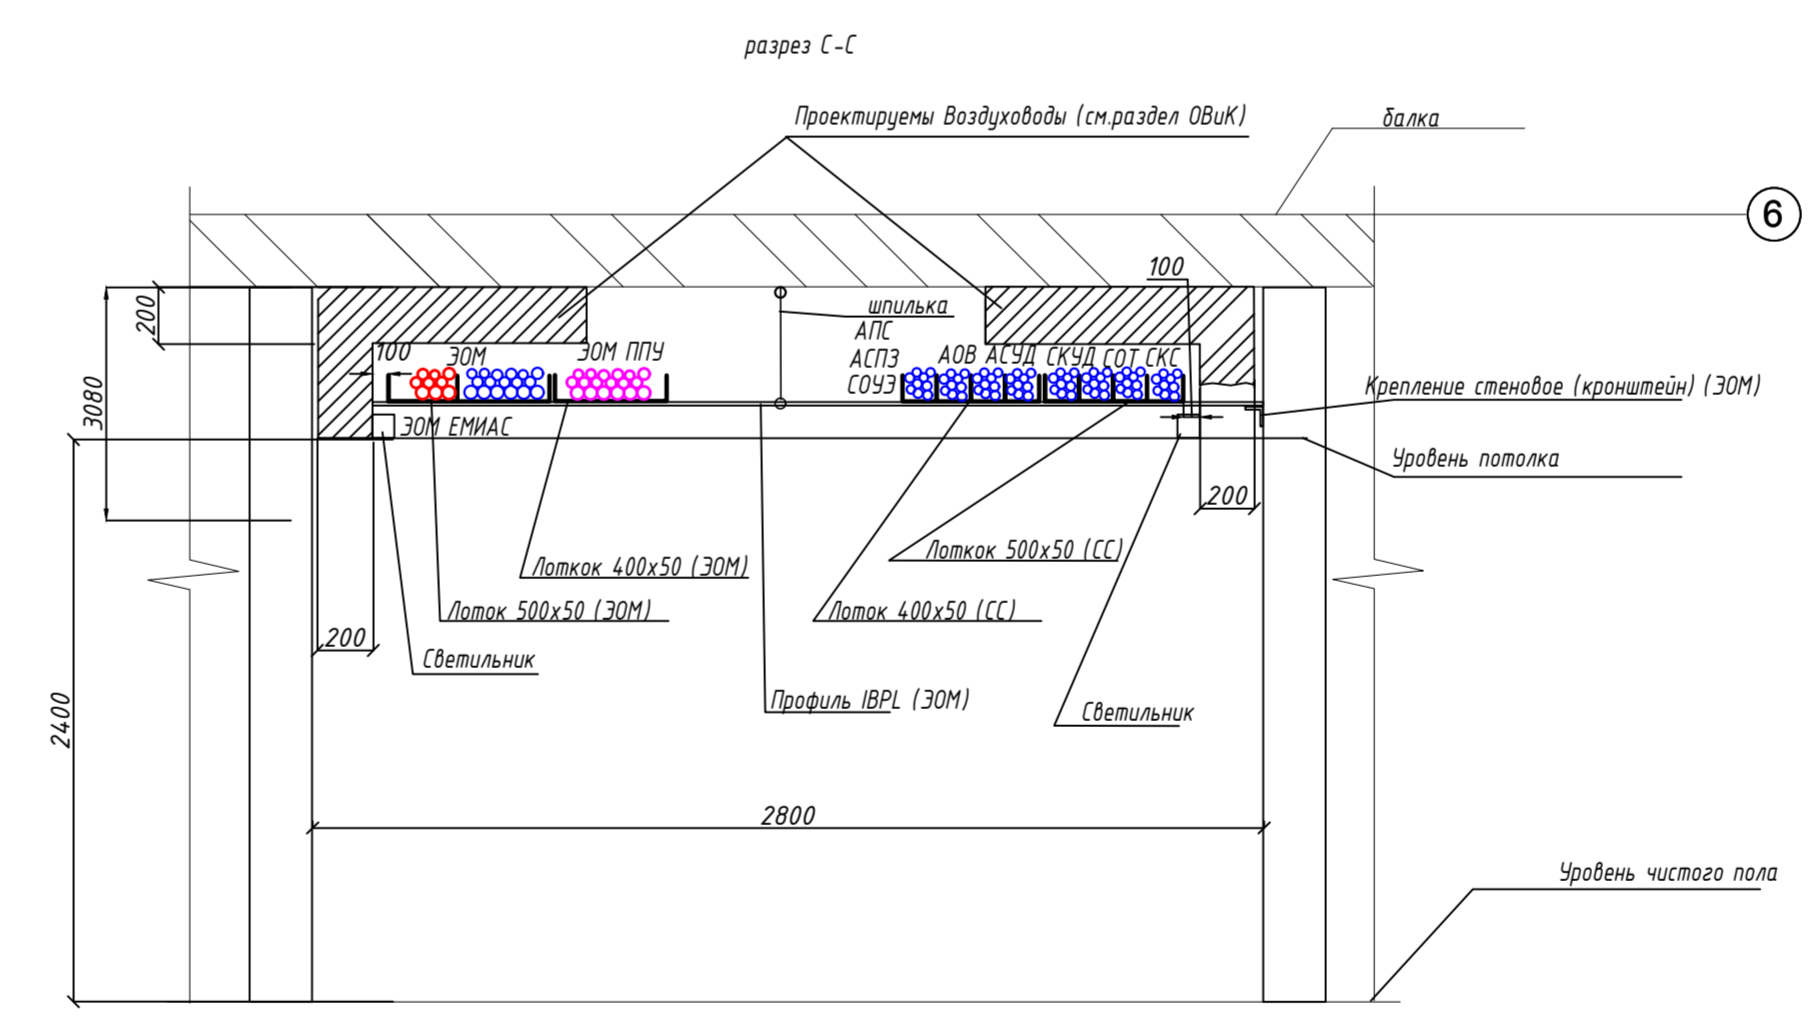 разрез С-С
Проектируемы Воздуховоды (см.раздел ОВиК)
балка
6
100
200
шпилька
АПС
АСПЗ
СОУЭ
АОВ АСУД СКУД СОТ СКС
100
ЭОМ
ЭОМ ППУ
3080
Крепление стеновое (кронштейн) (ЭОМ)
ЭОМ ЕМИАС
Уровень потолка
200
Лоткок 500х50 (СС)
Лоткок 400х50 (ЭОМ)
Лоток 500х50 (ЭОМ)
Лоток 400х50 (СС)
200
Светильник
Профиль IBPL (ЭОМ)
Светильник
2400
2800
Уровень чистого пола